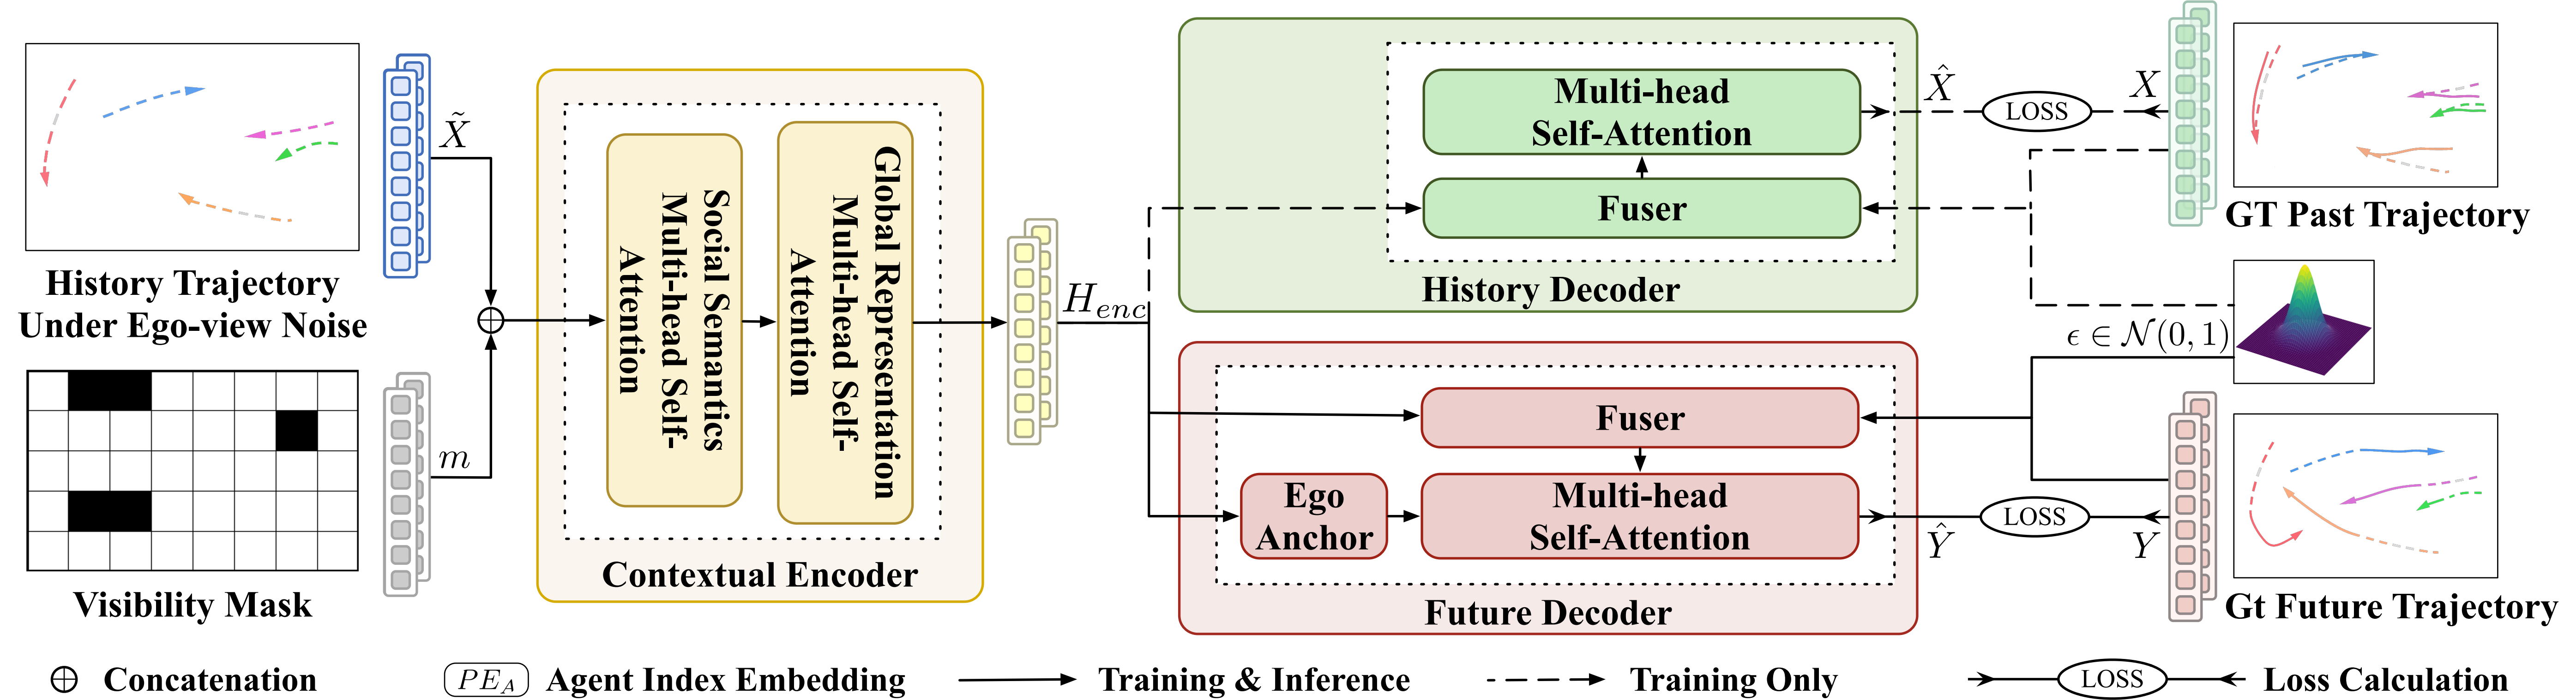 History Trajectory
Under Ego-view Noise
Visibility Mask
X̃
m
Social Semantics
Multi-head Self-
Attention
Global Representation
Multi-head Self-
Attention
Contextual Encoder
H_enc
Multi-head
Self-Attention
Fuser
History Decoder
Fuser
Ego
Anchor
Multi-head
Self-Attention
Future Decoder
X̂
LOSS
X
GT Past Trajectory
ϵ ∈ 𝒩(0, 1)
Ŷ
LOSS
Y
Gt Future Trajectory
⊕ Concatenation
PE_A Agent Index Embedding
Training & Inference
Training Only
LOSS Loss Calculation